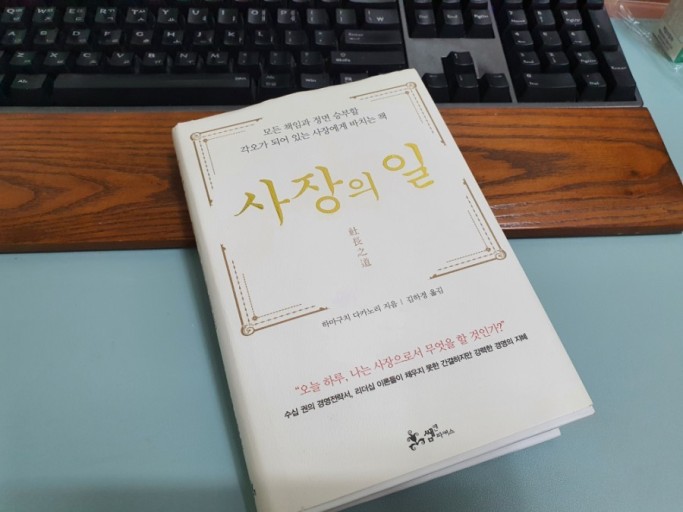 모든 책임과 정면 승부할
각오가 되어 있는 사장에게 바치는 책
사장의 일
社長之道
하마구치 다카노리 지음 | 김하경 옮김
“오늘 하루, 나는 사장으로서 무엇을 할 것인가?”
수십 권의 경영전략서, 리더십 이론들이 채우지 못한 간결하지만 강력한 경영의 지혜
쌤앤파커스